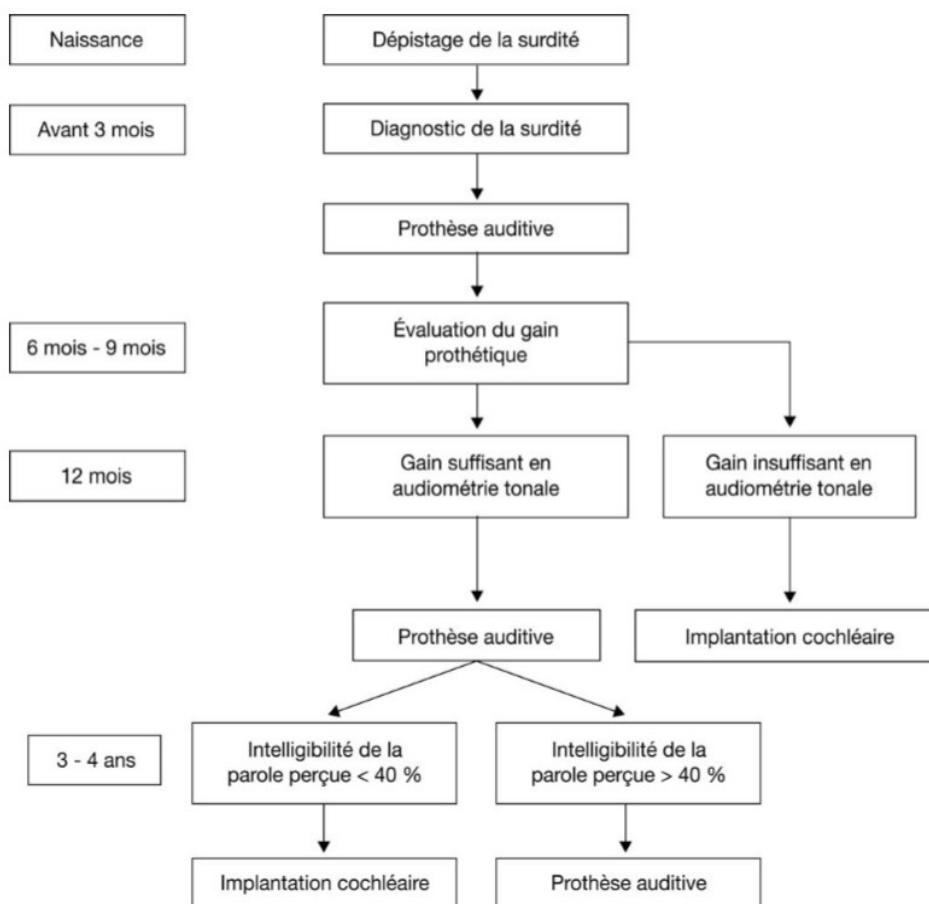 Naissance
Dépistage de la surdité
Avant 3 mois
Diagnostic de la surdité
Prothèse auditive
6 mois - 9 mois
Évaluation du gain
prothétique
12 mois
Gain suffisant en
audiométrie tonale
Gain insuffisant en
audiométrie tonale
Prothèse auditive
Implantation cochléaire
3 - 4 ans
Intelligibilité de la
parole perçue < 40 %
Intelligibilité de la
parole perçue > 40 %
Implantation cochléaire
Prothèse auditive